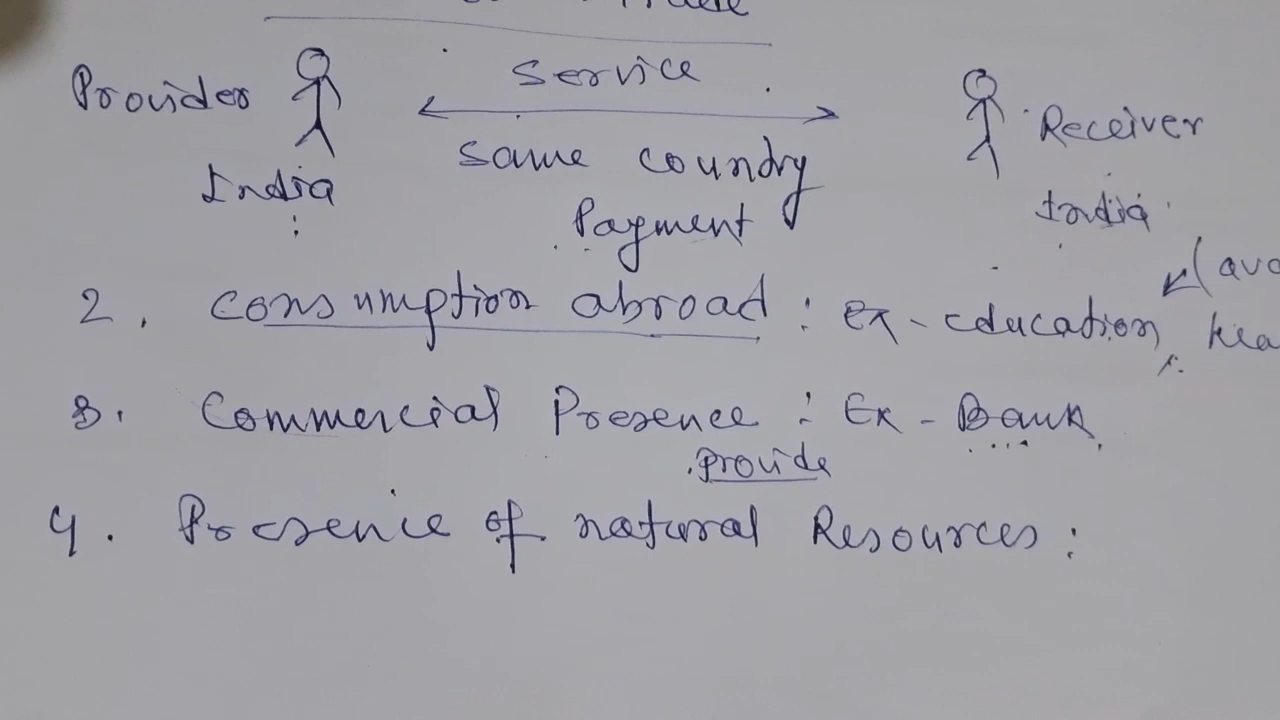 Provider Service Receiver
same country
India Payment India
2. Consumption abroad : Ex - education,
3. Commercial Presence : Ex - Bank
provide
4. Presence of natural Resources :